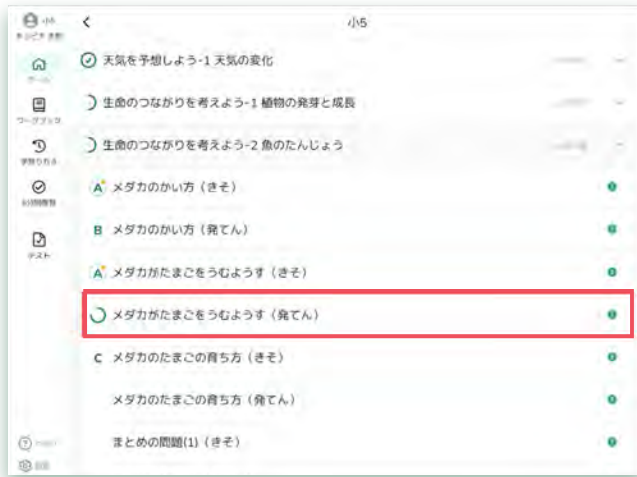 小5
天気を予想しよう-1 天気の変化
生命のつながりを考えよう-1 植物の発芽と成長
生命のつながりを考えよう-2 魚のたんじょう
A メダカのかい方（きそ）
B メダカのかい方（発てん）
A メダカがたまごをうむようす（きそ）
メダカがたまごをうむようす（発てん）
C メダカのたまごの育ち方（きそ）
メダカのたまごの育ち方（発てん）
まとめの問題(1)（きそ）
ワークブック
テスト